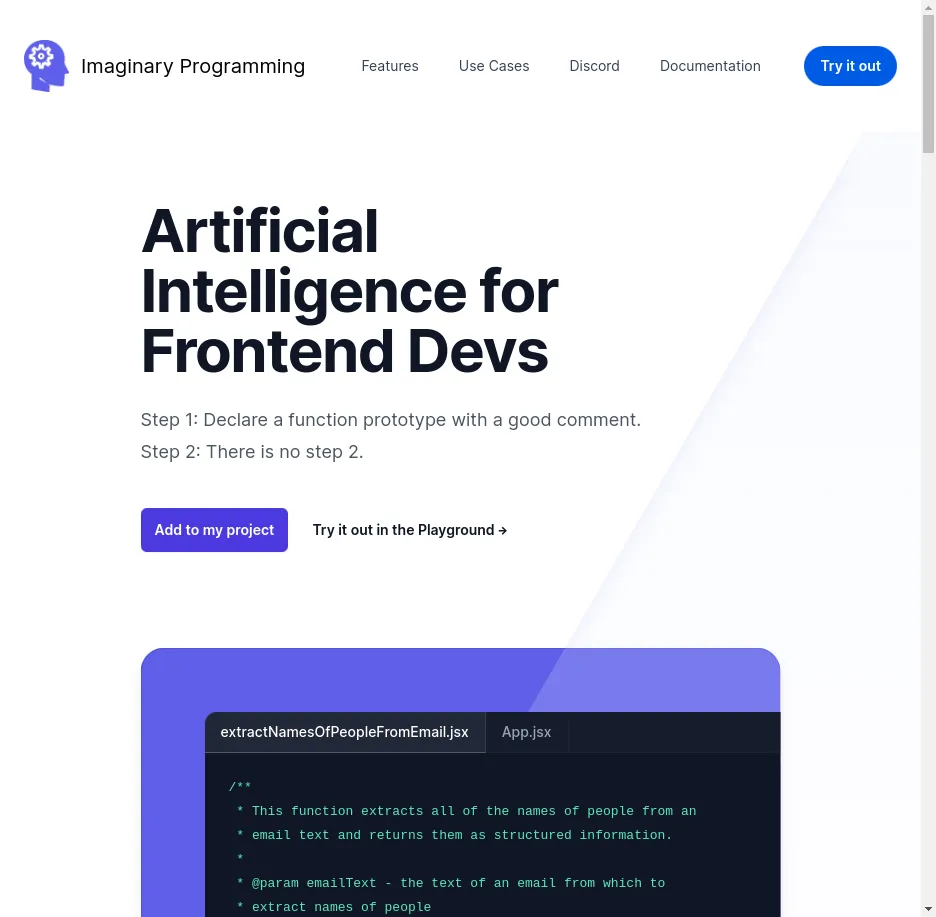 Imaginary Programming
Features
Use Cases
Discord
Documentation
Try it out
Artificial
Intelligence for
Frontend Devs
Step 1: Declare a function prototype with a good comment.
Step 2: There is no step 2.
Add to my project
Try it out in the Playground →
extractNamesOfPeopleFromEmail.jsx
App.jsx
/**
* This function extracts all of the names of people from an
* email text and returns them as structured information.
*
* @param emailText - the text of an email from which to
* extract names of people